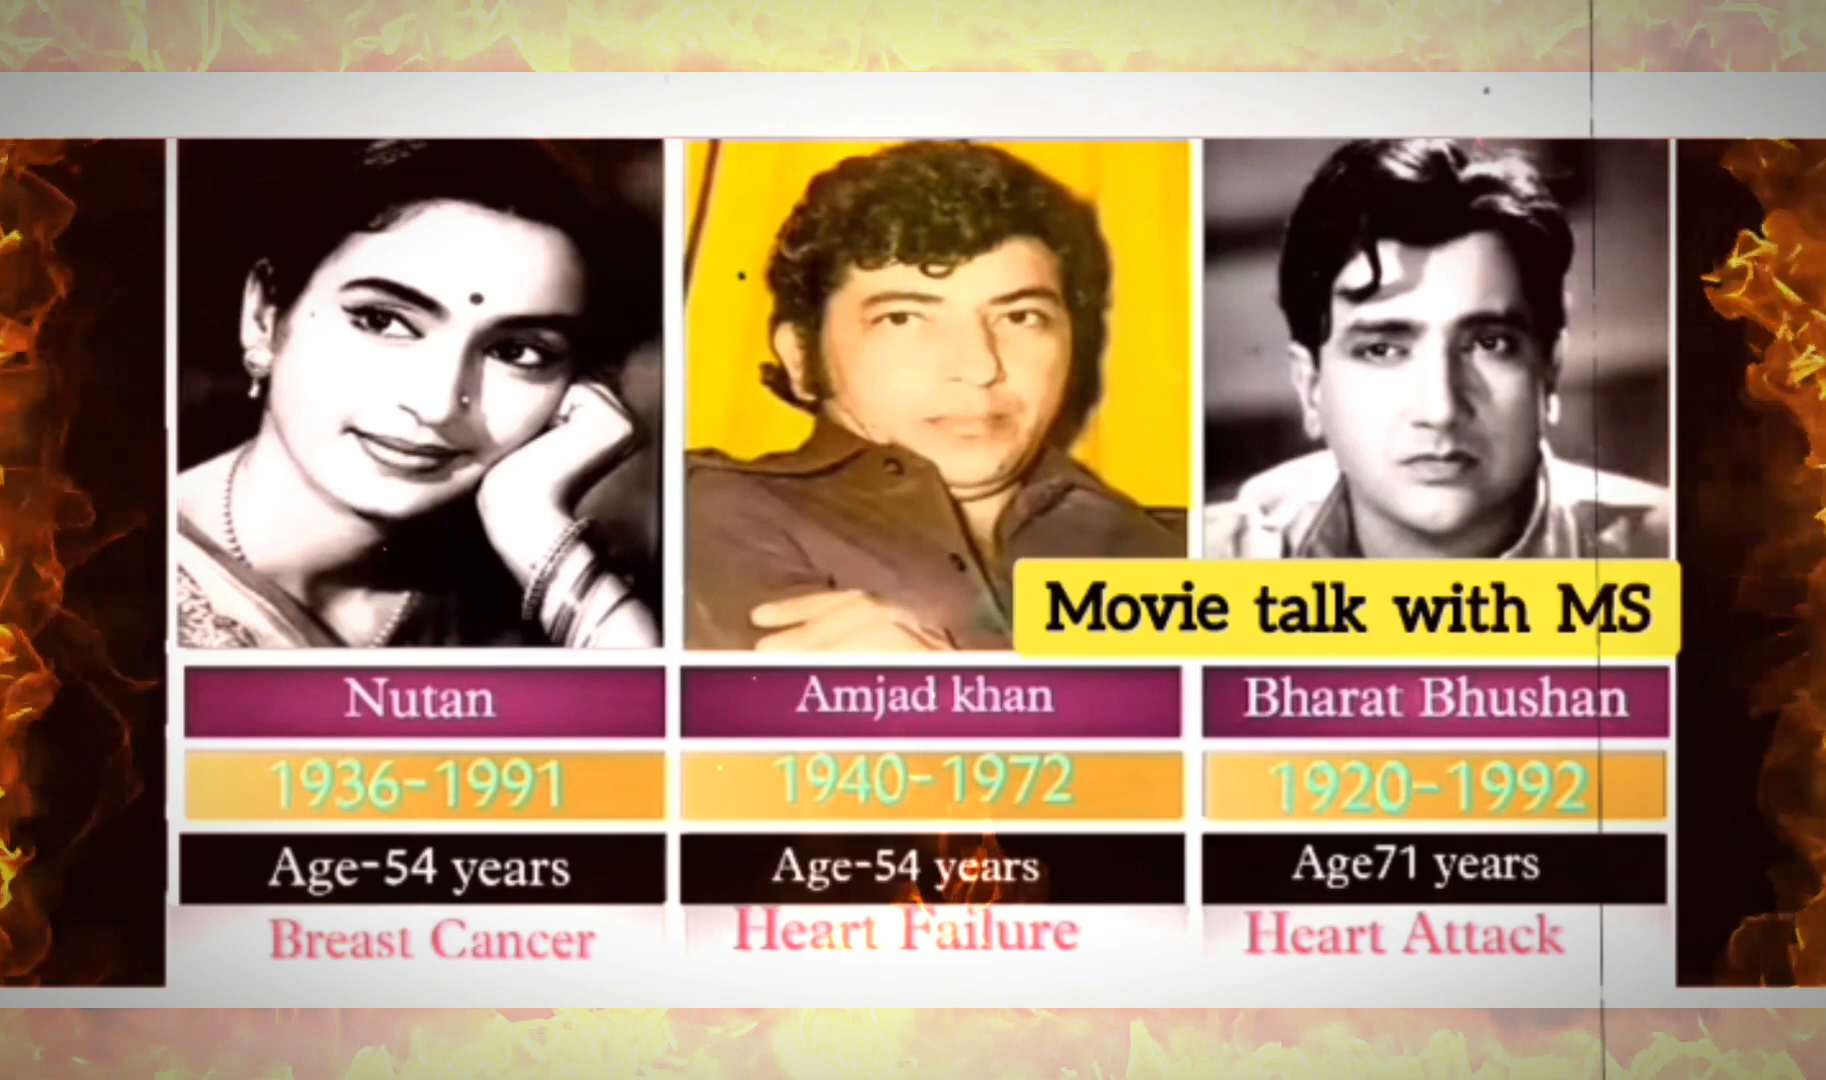 Movie talk with MS
Nutan
Amjad khan
Bharat Bhushan
1936-1991
1940-1972
1920-1992
Age-54 years
Age-54 years
Age71 years
Breast Cancer
Heart Failure
Heart Attack